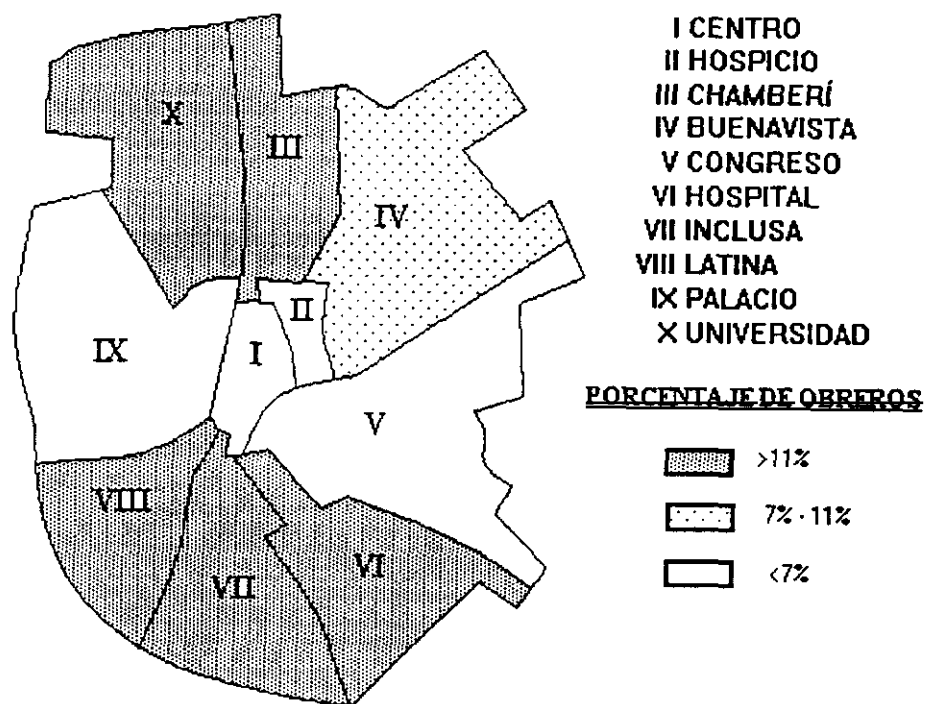 I CENTRO
II HOSPICIO
III CHAMBERÍ
IV BUENAVISTA
V CONGRESO
VI HOSPITAL
VII INCLUSA
VIII LATINA
IX PALACIO
X UNIVERSIDAD
PORCENTAJE DE OBREROS
>11%
7% - 11%
<7%
X
III
IV
II
IX
I
V
VIII
VI
VII